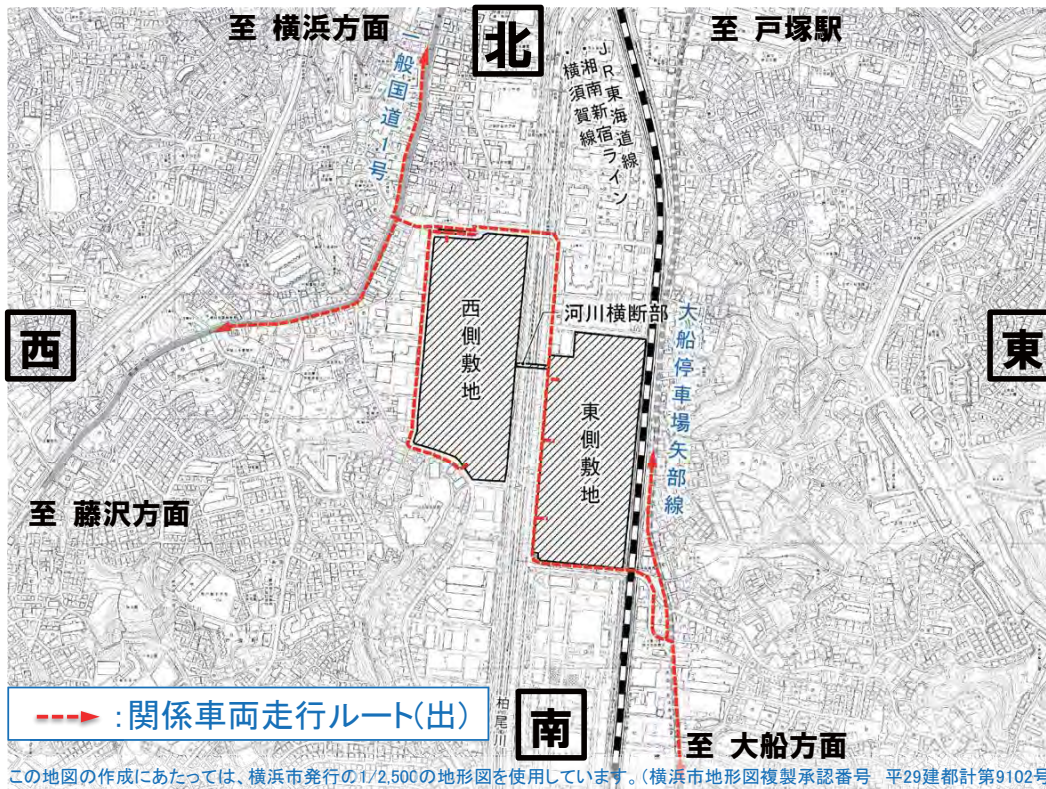 至 横浜方面
北
至 戸塚駅
一般国道1号
JR東海道線
・湘南新宿ライン
・横須賀線
西側敷地
河川横断部
大船停車場矢部線
西
東
東側敷地
至 藤沢方面
:関係車両走行ルート(出)
柏尾川
南
至 大船方面
この地図の作成にあたっては、横浜市発行の1/2,500の地形図を使用しています。(横浜市地形図複製承認番号 平29建都計第9102号